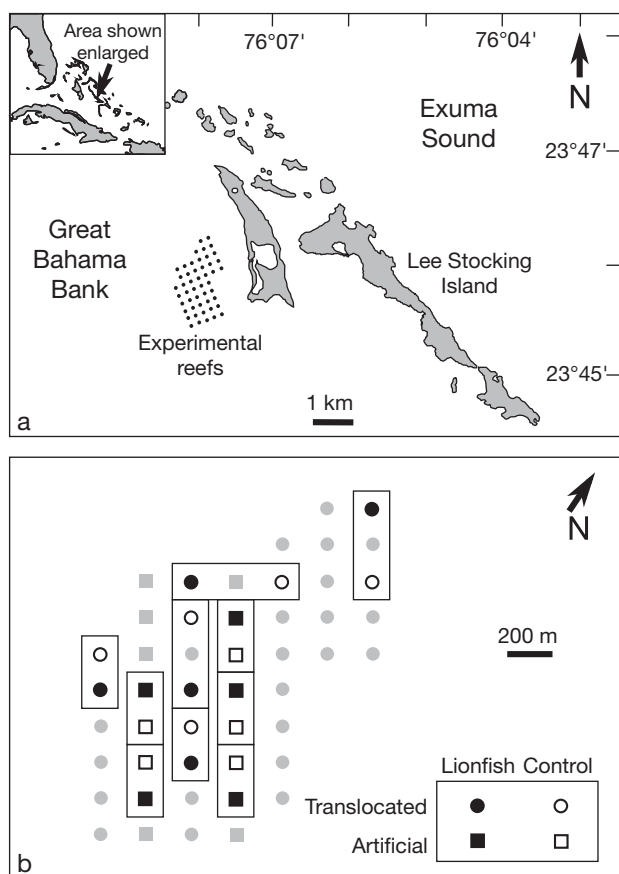 Area shown
enlarged
76°07'
76°04'
N
Exuma
Sound
23°47'
Great
Bahama
Bank
Lee Stocking
Island
Experimental
reefs
23°45'
1 km
a
N
200 m
Lionfish Control
Translocated
Artificial
b